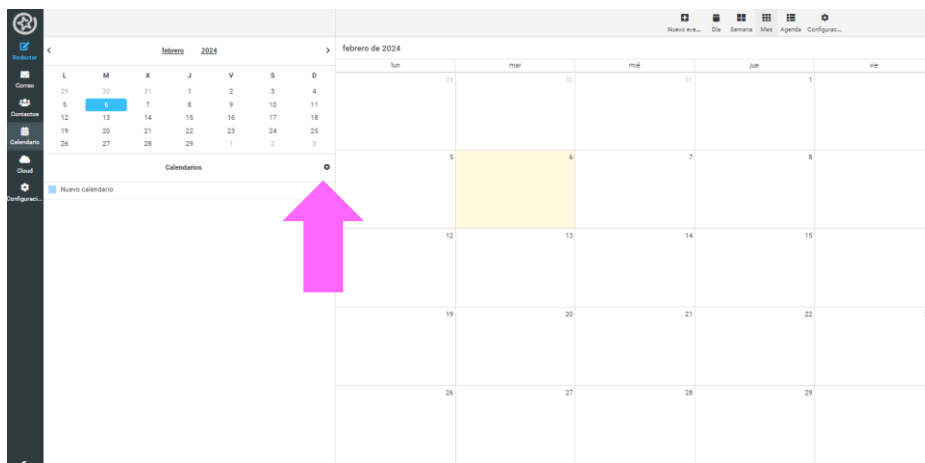 Nuevo eve... Día Semana Mes Agenda Configurac...
Redactar
Correo
Contactos
Calendario
Cloud
Configuraci...
febrero 2024
L M X J V S D
29 30 31 1 2 3 4
5 6 7 8 9 10 11
12 13 14 15 16 17 18
19 20 21 22 23 24 25
26 27 28 29 1 2 3
Calendarios
Nuevo calendario
febrero de 2024
lun mar mié jue vie
29 30 31 1
5 6 7 8
12 13 14 15
19 20 21 22
26 27 28 29